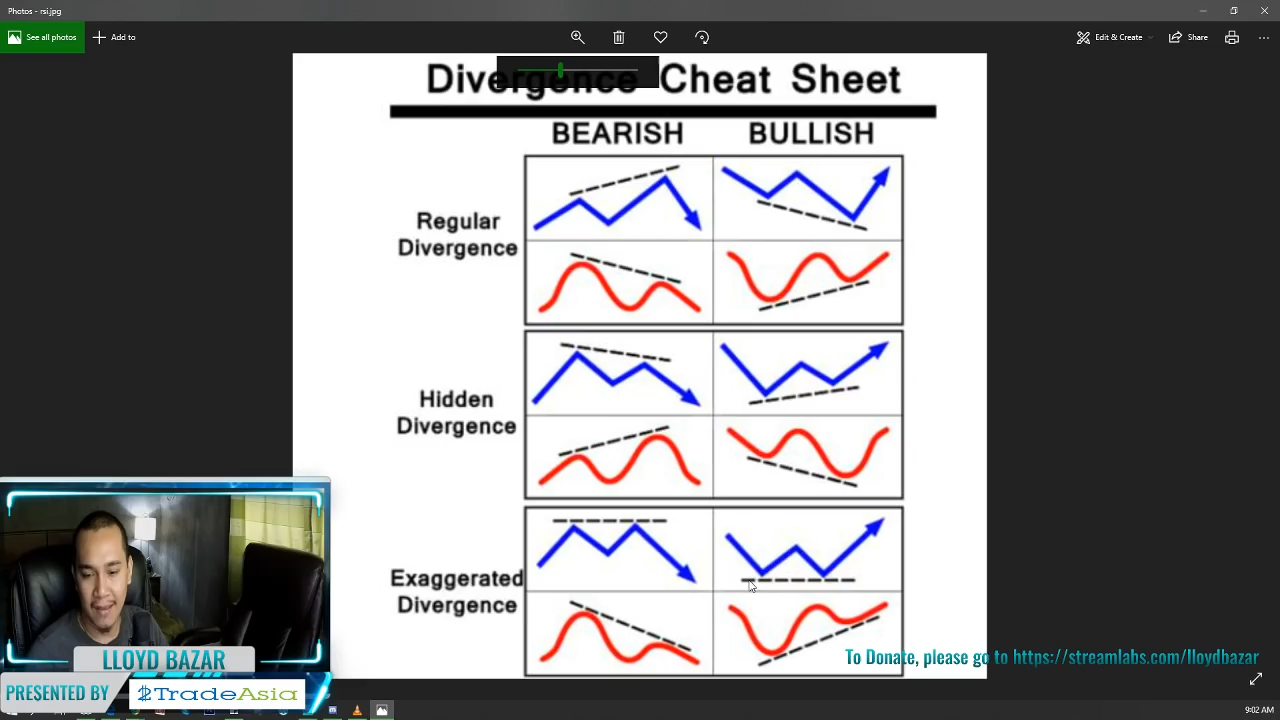 Photos - rsi.jpg
See all photos
Add to
Edit & Create
Share
Divergence Cheat Sheet
BEARISH BULLISH
Regular
Divergence
Hidden
Divergence
Exaggerated
Divergence
LLOYD BAZAR
PRESENTED BY
$TradeAsia
To Donate, please go to https://streamlabs.com/lloydbazar
9:02 AM